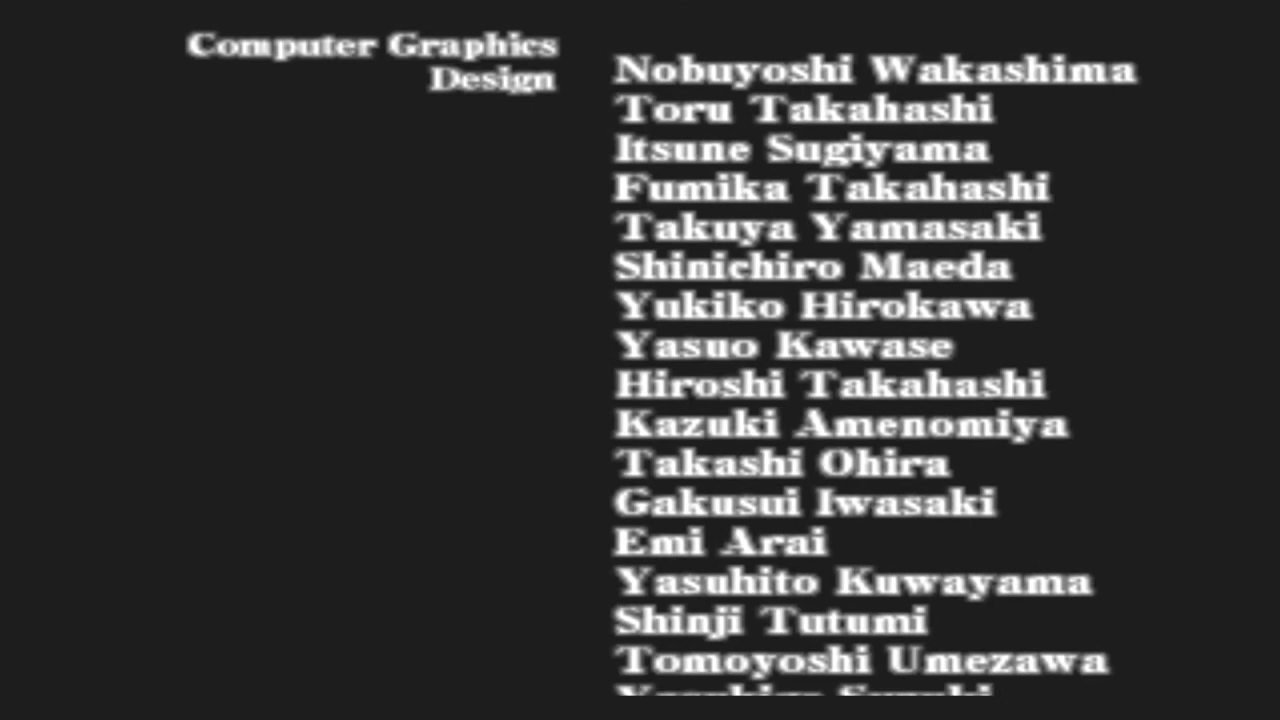 Computer Graphics
Design
Nobuyoshi Wakashima
Toru Takahashi
Itsune Sugiyama
Fumika Takahashi
Takuya Yamasaki
Shinichiro Maeda
Yukiko Hirokawa
Yasuo Kawase
Hiroshi Takahashi
Kazuki Amenomiya
Takashi Ohira
Gakusui Iwasaki
Emi Arai
Yasuhito Kuwayama
Shinji Tutumi
Tomoyoshi Umezawa